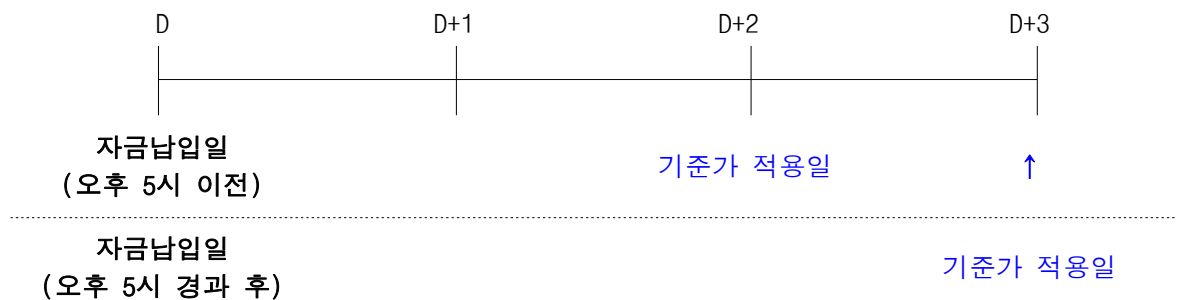 D D+1 D+2 D+3
자금납입일
(오후 5시 이전)
기준가 적용일 ↑
자금납입일
(오후 5시 경과 후)
기준가 적용일